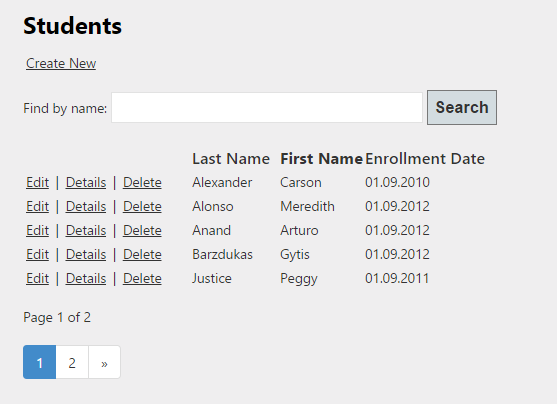 Students
Create New
Find by name: Search
Last Name First Name Enrollment Date
Edit | Details | Delete Alexander Carson 01.09.2010
Edit | Details | Delete Alonso Meredith 01.09.2012
Edit | Details | Delete Anand Arturo 01.09.2012
Edit | Details | Delete Barzdukas Gytis 01.09.2012
Edit | Details | Delete Justice Peggy 01.09.2011
Page 1 of 2
1 2 »